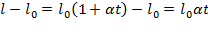 l − l₀ = l₀(1 + αt) − l₀ = l₀αt